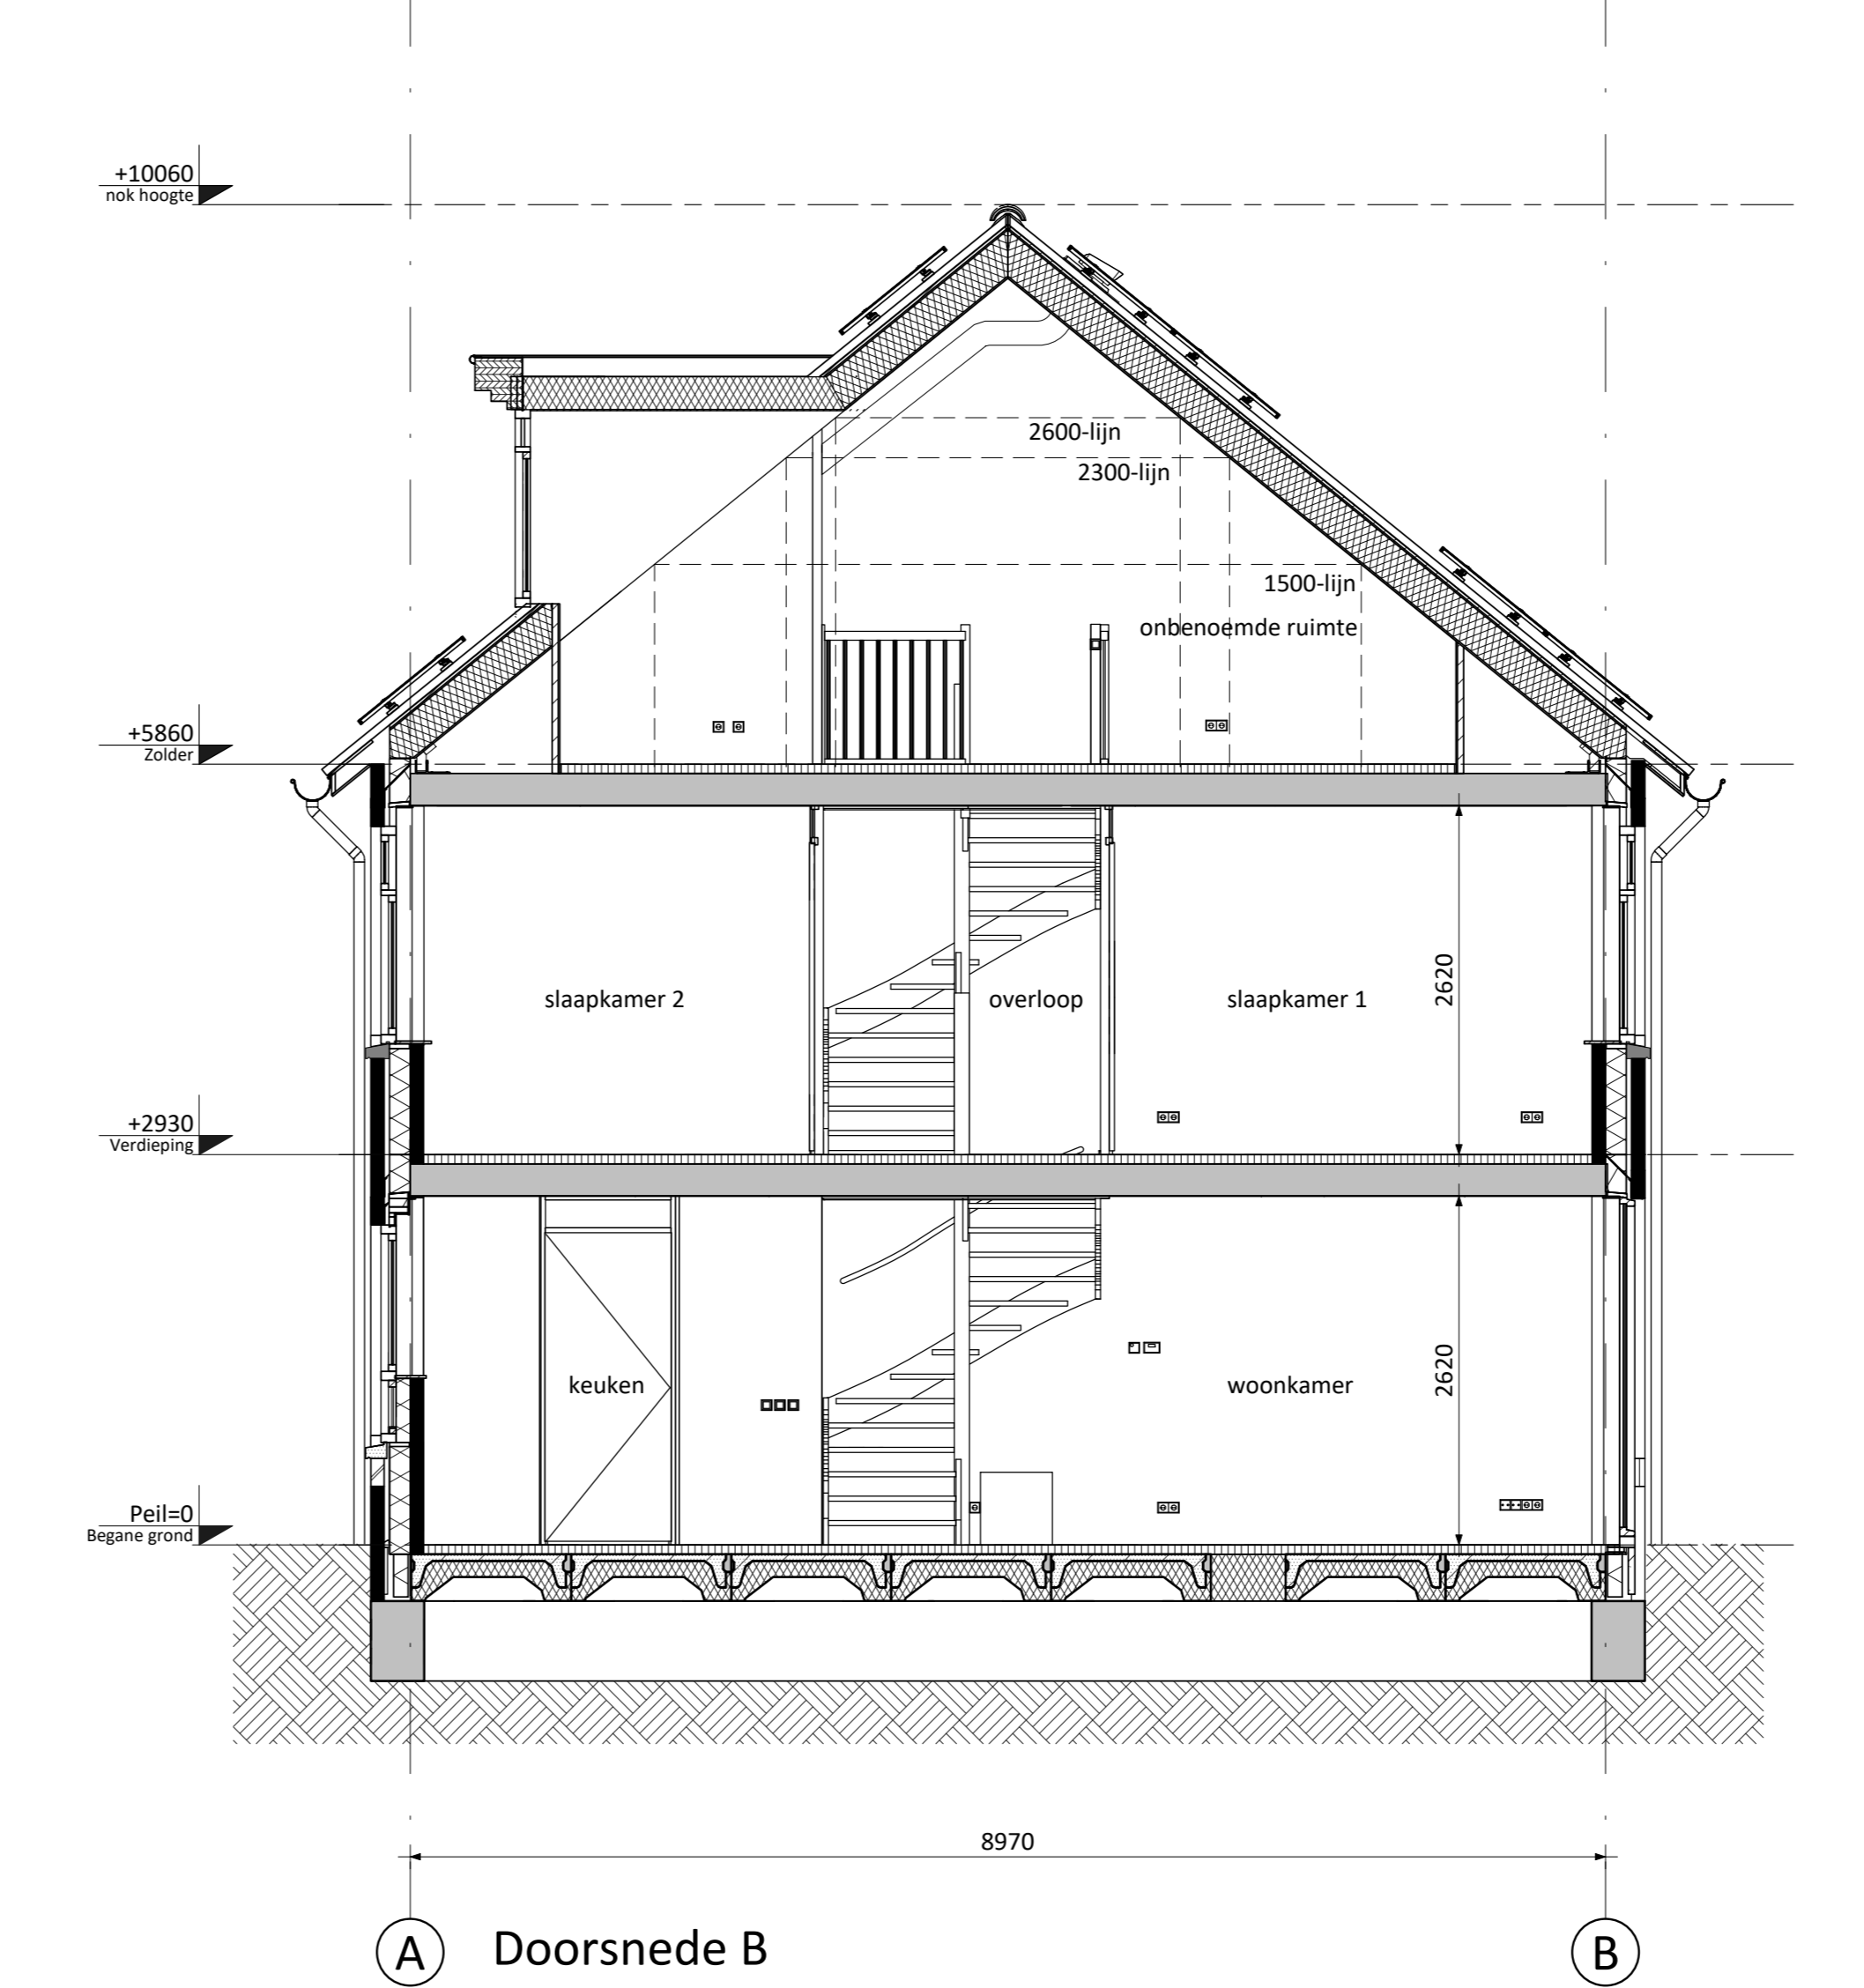 +10060
nok hoogte
2600-lijn
2300-lijn
1500-lijn
onbenoemde ruimte
+5860
Zolder
2620
slaapkamer 2
overloop
slaapkamer 1
+2930
Verdieping
2620
keuken
woonkamer
Peil=0
Begane grond
8970
A
Doorsnede B
B